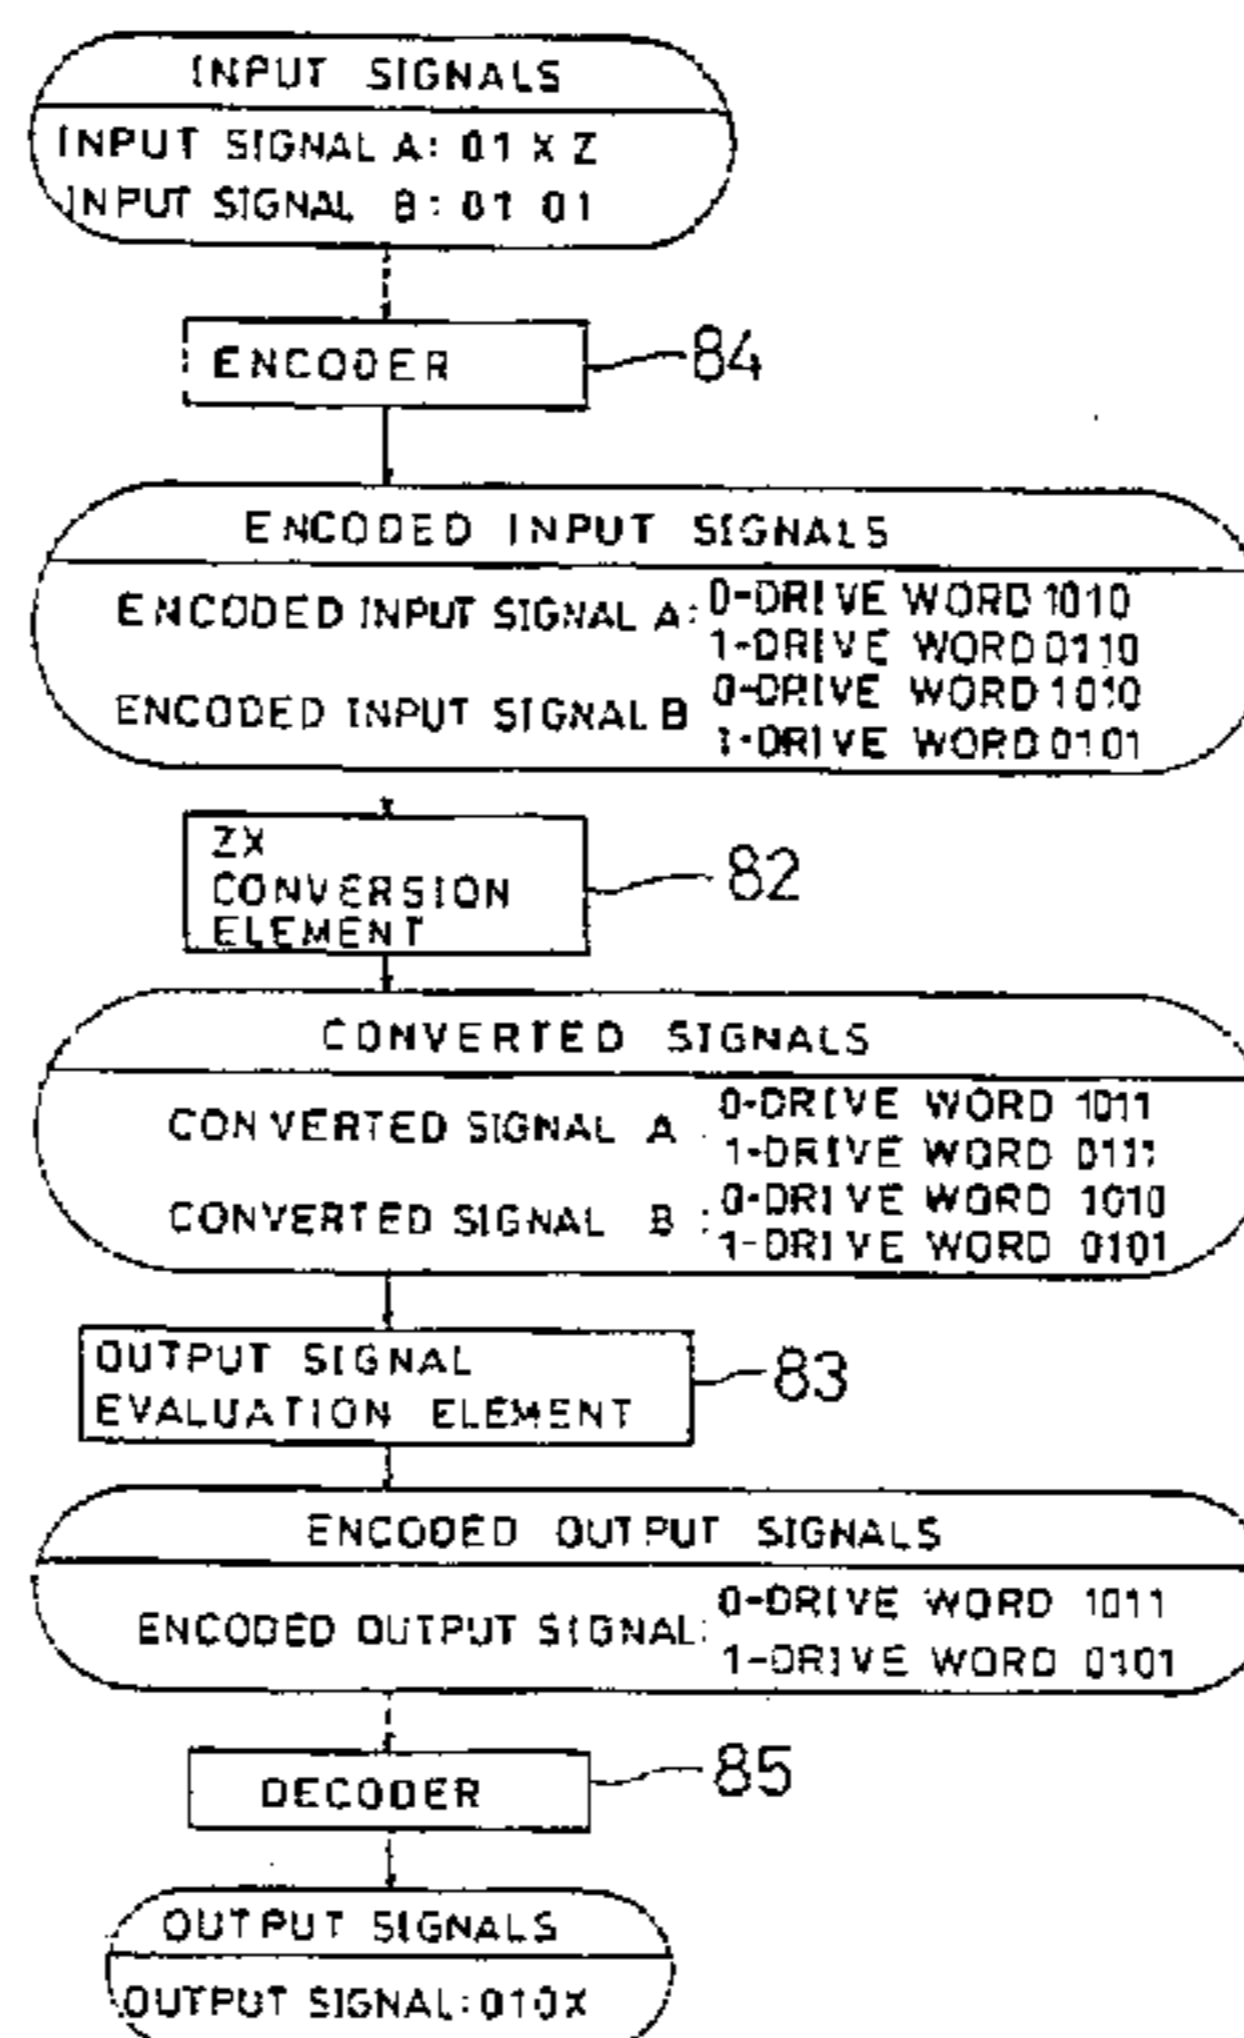 INPUT SIGNALS
INPUT SIGNAL A: 01 X Z
INPUT SIGNAL B: 01 01
ENCODER
84
ENCODED INPUT SIGNALS
ENCODED INPUT SIGNAL A: 0-DRIVE WORD 1010
1-DRIVE WORD 0110
ENCODED INPUT SIGNAL B 0-DRIVE WORD 1010
1-DRIVE WORD 0101
ZX
CONVERSION
ELEMENT
82
CONVERTED SIGNALS
CONVERTED SIGNAL A : 0-DRIVE WORD 1011
1-DRIVE WORD 0111
CONVERTED SIGNAL B : 0-DRIVE WORD 1010
1-DRIVE WORD 0101
OUTPUT SIGNAL
EVALUATION ELEMENT
83
ENCODED OUTPUT SIGNALS
ENCODED OUTPUT SIGNAL: 0-DRIVE WORD 1011
1-DRIVE WORD 0101
DECODER
85
OUTPUT SIGNALS
OUTPUT SIGNAL: 010X